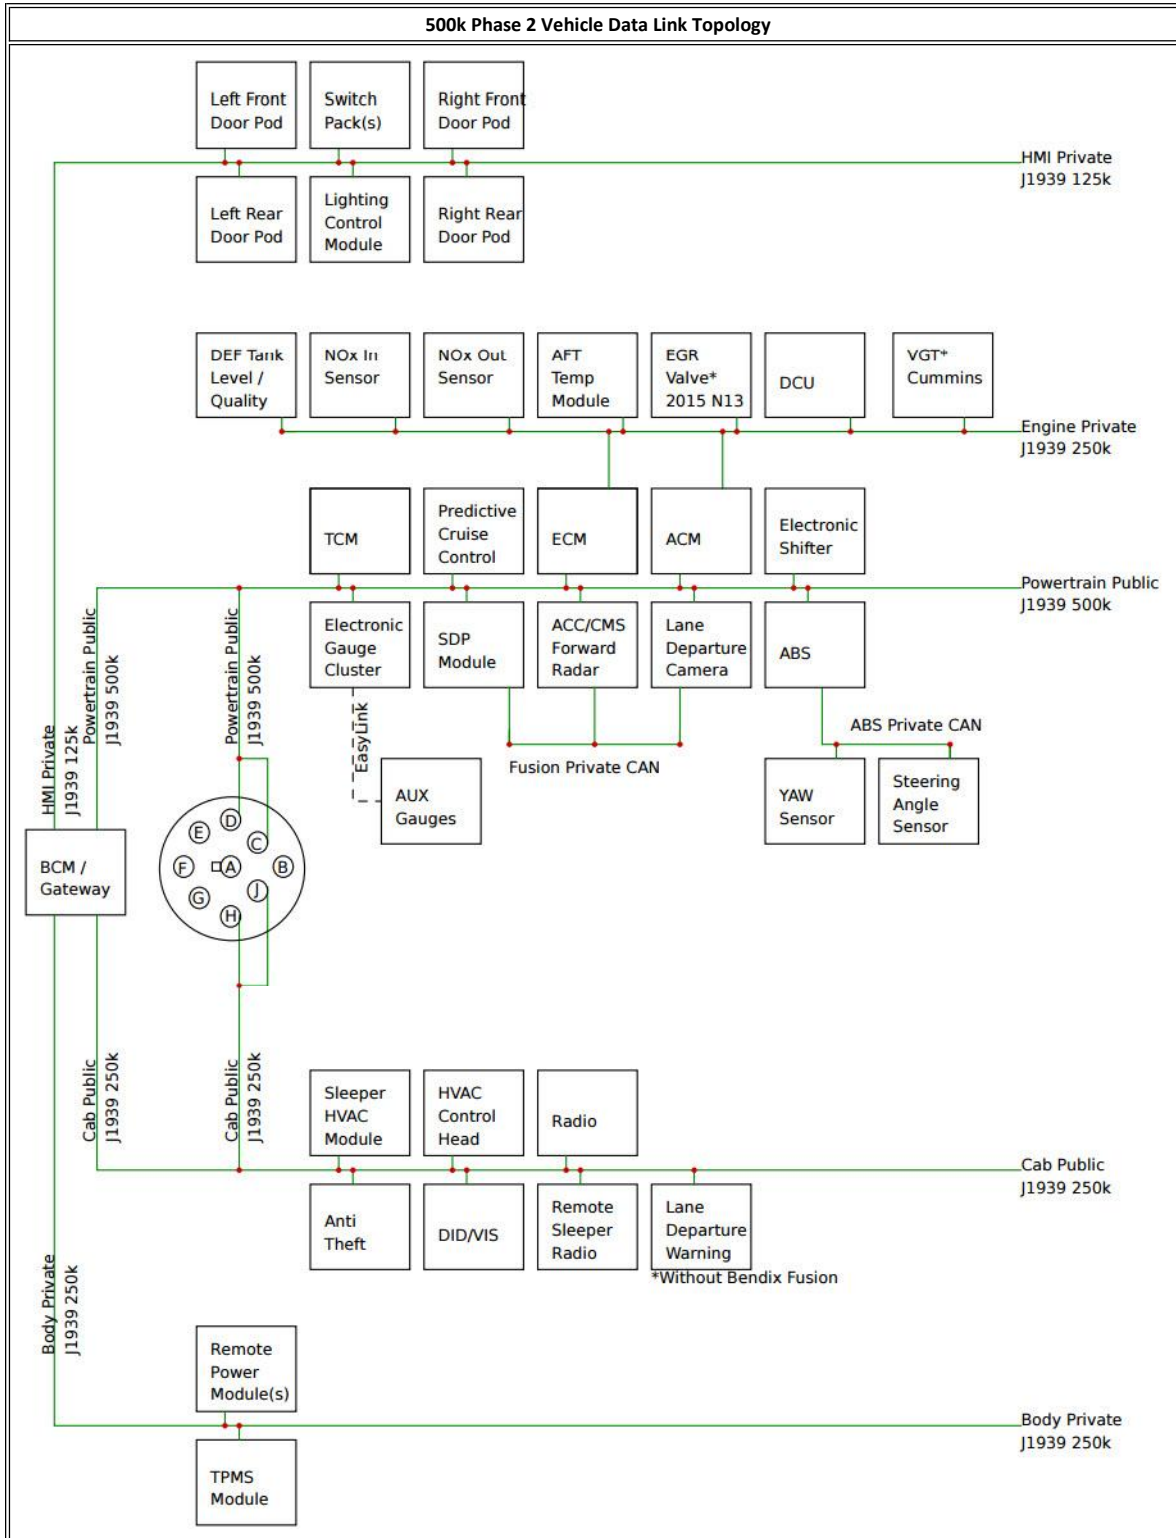 500k Phase 2 Vehicle Data Link Topology
Left Front
Door Pod
Switch
Pack(s)
Right Front
Door Pod
HMI Private
J1939 125k
Left Rear
Door Pod
Lighting
Control
Module
Right Rear
Door Pod
DEF Tank
Level /
Quality
NOx In
Sensor
NOx Out
Sensor
AFT
Temp
Module
EGR
Valve*
2015 N13
DCU
VGT*
Cummins
Engine Private
J1939 250k
TCM
Predictive
Cruise
Control
ECM
ACM
Electronic
Shifter
Powertrain Public
J1939 500k
Electronic
Gauge
Cluster
SDP
Module
ACC/CMS
Forward
Radar
Lane
Departure
Camera
ABS
HMI Private
J1939 125k
Powertrain Public
J1939 500k
Powertrain Public
J1939 500k
EasyLink
Fusion Private CAN
ABS Private CAN
AUX
Gauges
YAW
Sensor
Steering
Angle
Sensor
BCM /
Gateway
D
E
C
F
A
B
G
J
H
Cab Public
J1939 250k
Cab Public
J1939 250k
Sleeper
HVAC
Module
HVAC
Control
Head
Radio
Cab Public
J1939 250k
Anti
Theft
DID/VIS
Remote
Sleeper
Radio
Lane
Departure
Warning
*Without Bendix Fusion
Body Private
J1939 250k
Remote
Power
Module(s)
Body Private
J1939 250k
TPMS
Module